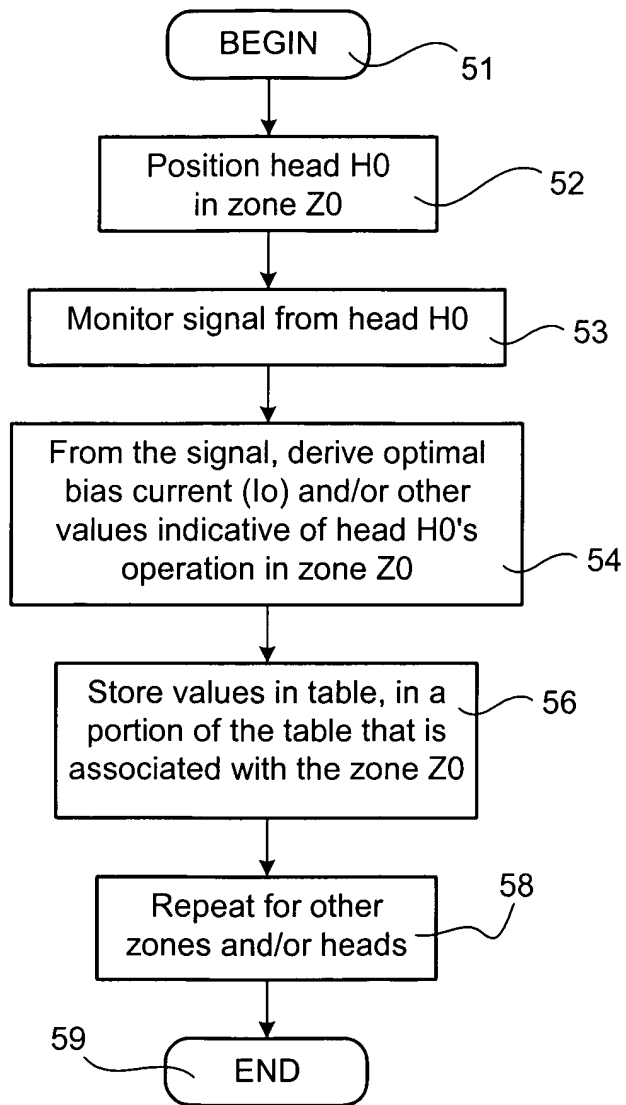 BEGIN
51
Position head H0
in zone Z0
52
Monitor signal from head H0
53
From the signal, derive optimal
bias current (Io) and/or other
values indicative of head H0's
operation in zone Z0
54
Store values in table, in a
portion of the table that is
associated with the zone Z0
56
Repeat for other
zones and/or heads
58
59
END